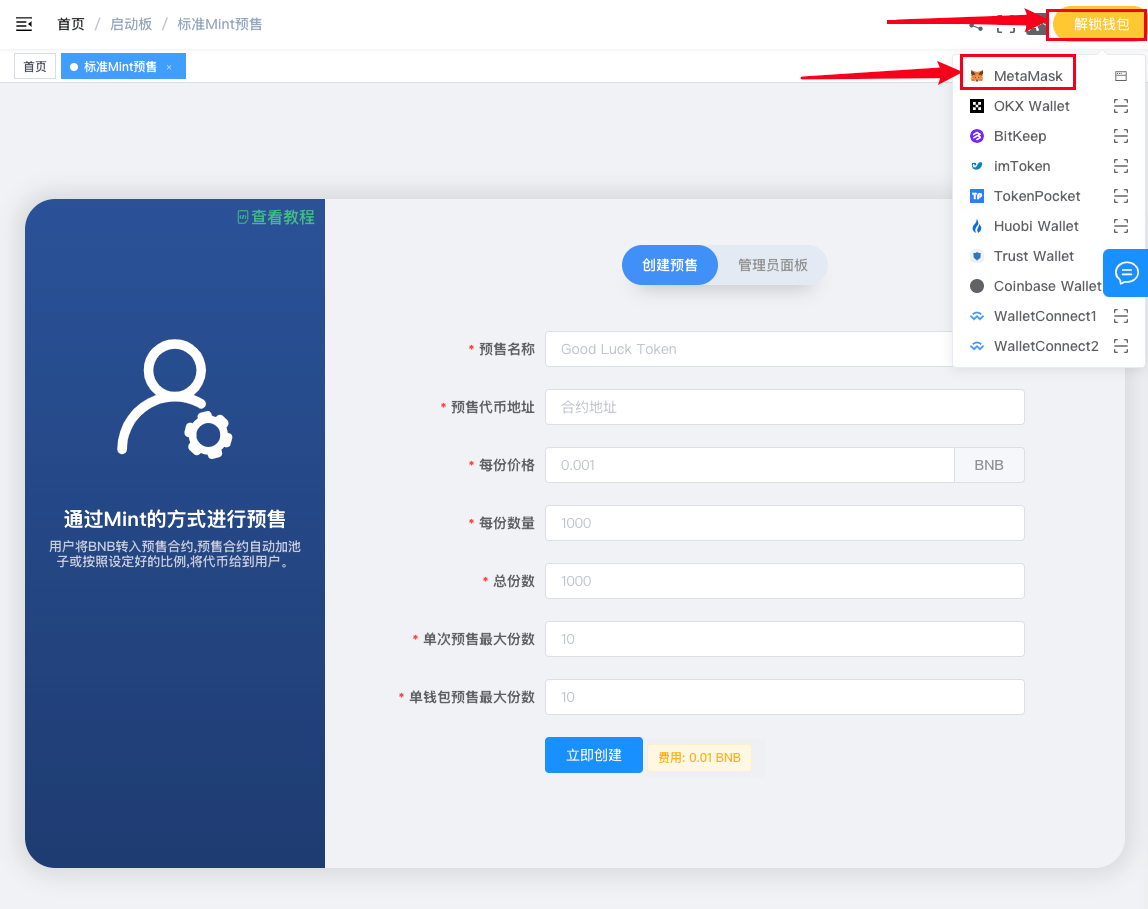 首页 / 启动板 / 标准Mint预售
解锁钱包
首页
标准Mint预售 ×
MetaMask
OKX Wallet
BitKeep
imToken
TokenPocket
Huobi Wallet
Trust Wallet
Coinbase Wallet
WalletConnect1
WalletConnect2
查看教程
通过Mint的方式进行预售
用户将BNB转入预售合约,预售合约自动加池
子或按照设定好的比例,将代币给到用户。
创建预售
管理员面板
* 预售名称 Good Luck Token
* 预售代币地址 合约地址
* 每份价格 0.001 BNB
* 每份数量 1000
* 总份数 1000
* 单次预售最大份数 10
* 单钱包预售最大份数 10
立即创建 费用: 0.01 BNB